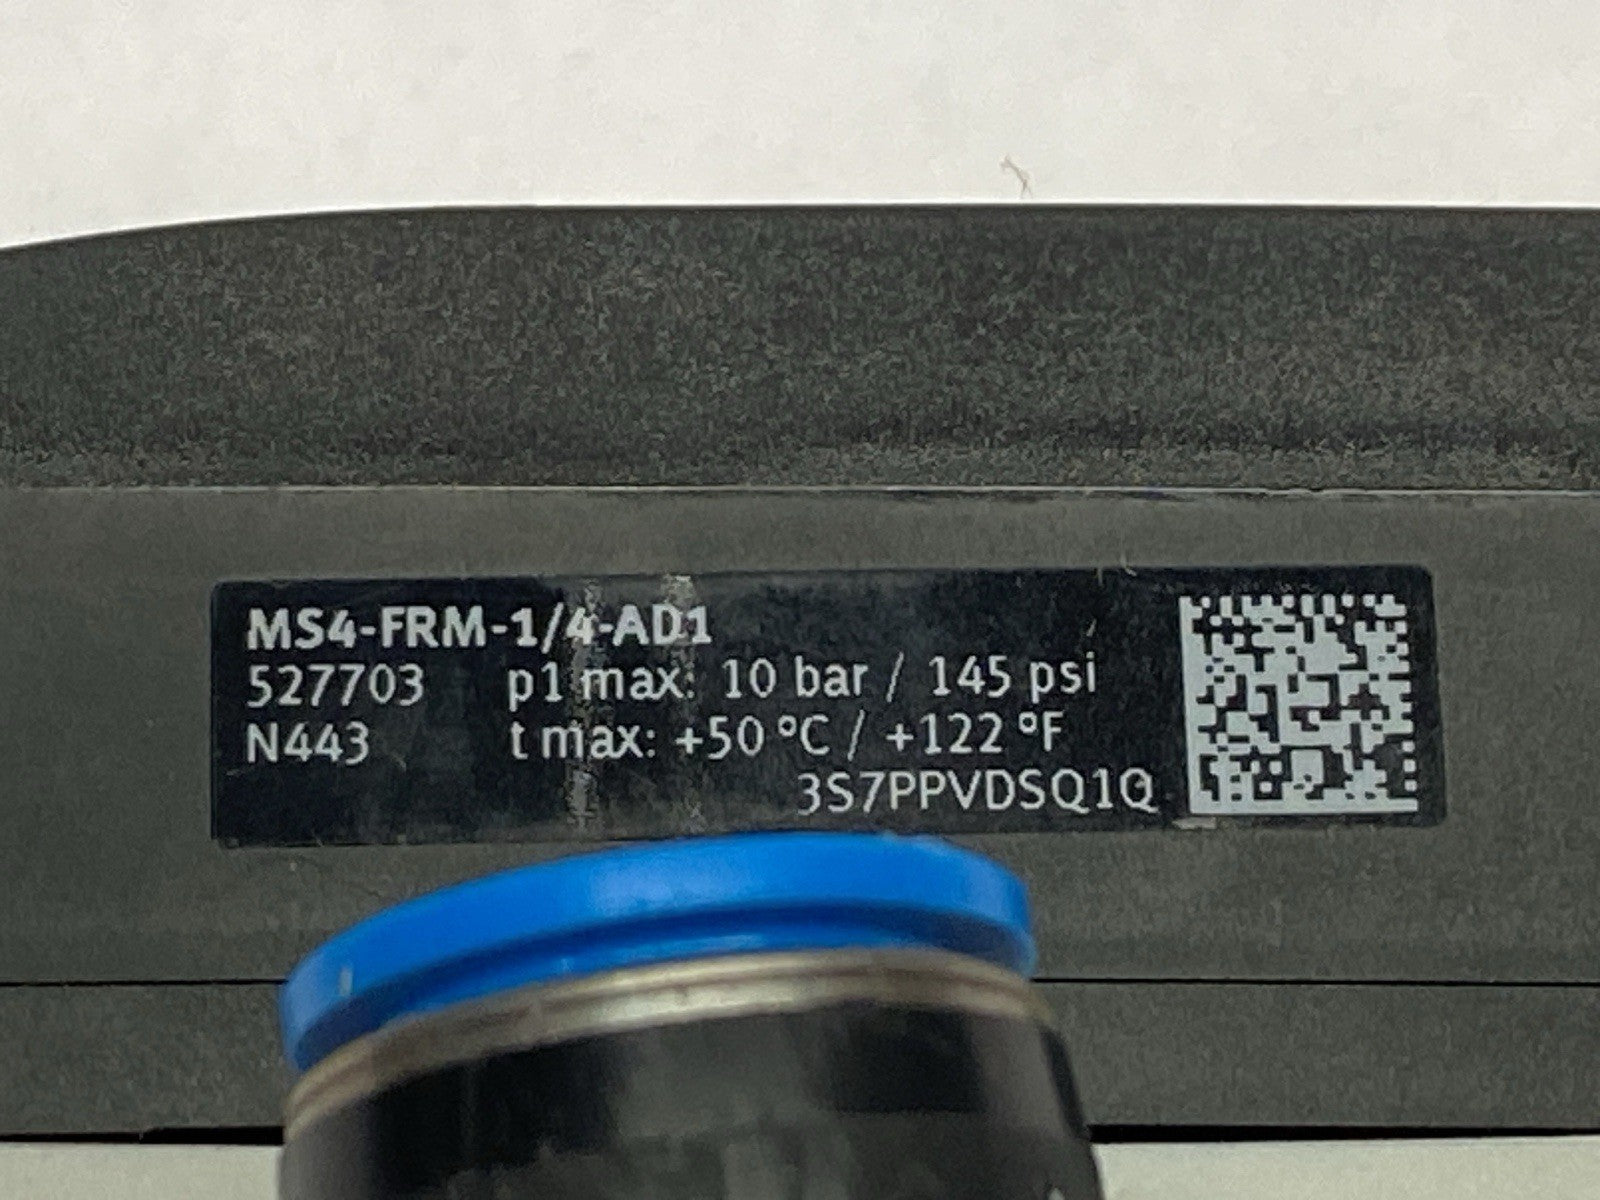 MS4-FRM-1/4-AD1
527703 p1 max: 10 bar / 145 psi
N443 t max: +50 °C / +122 °F
3S7PPVDSQ1Q